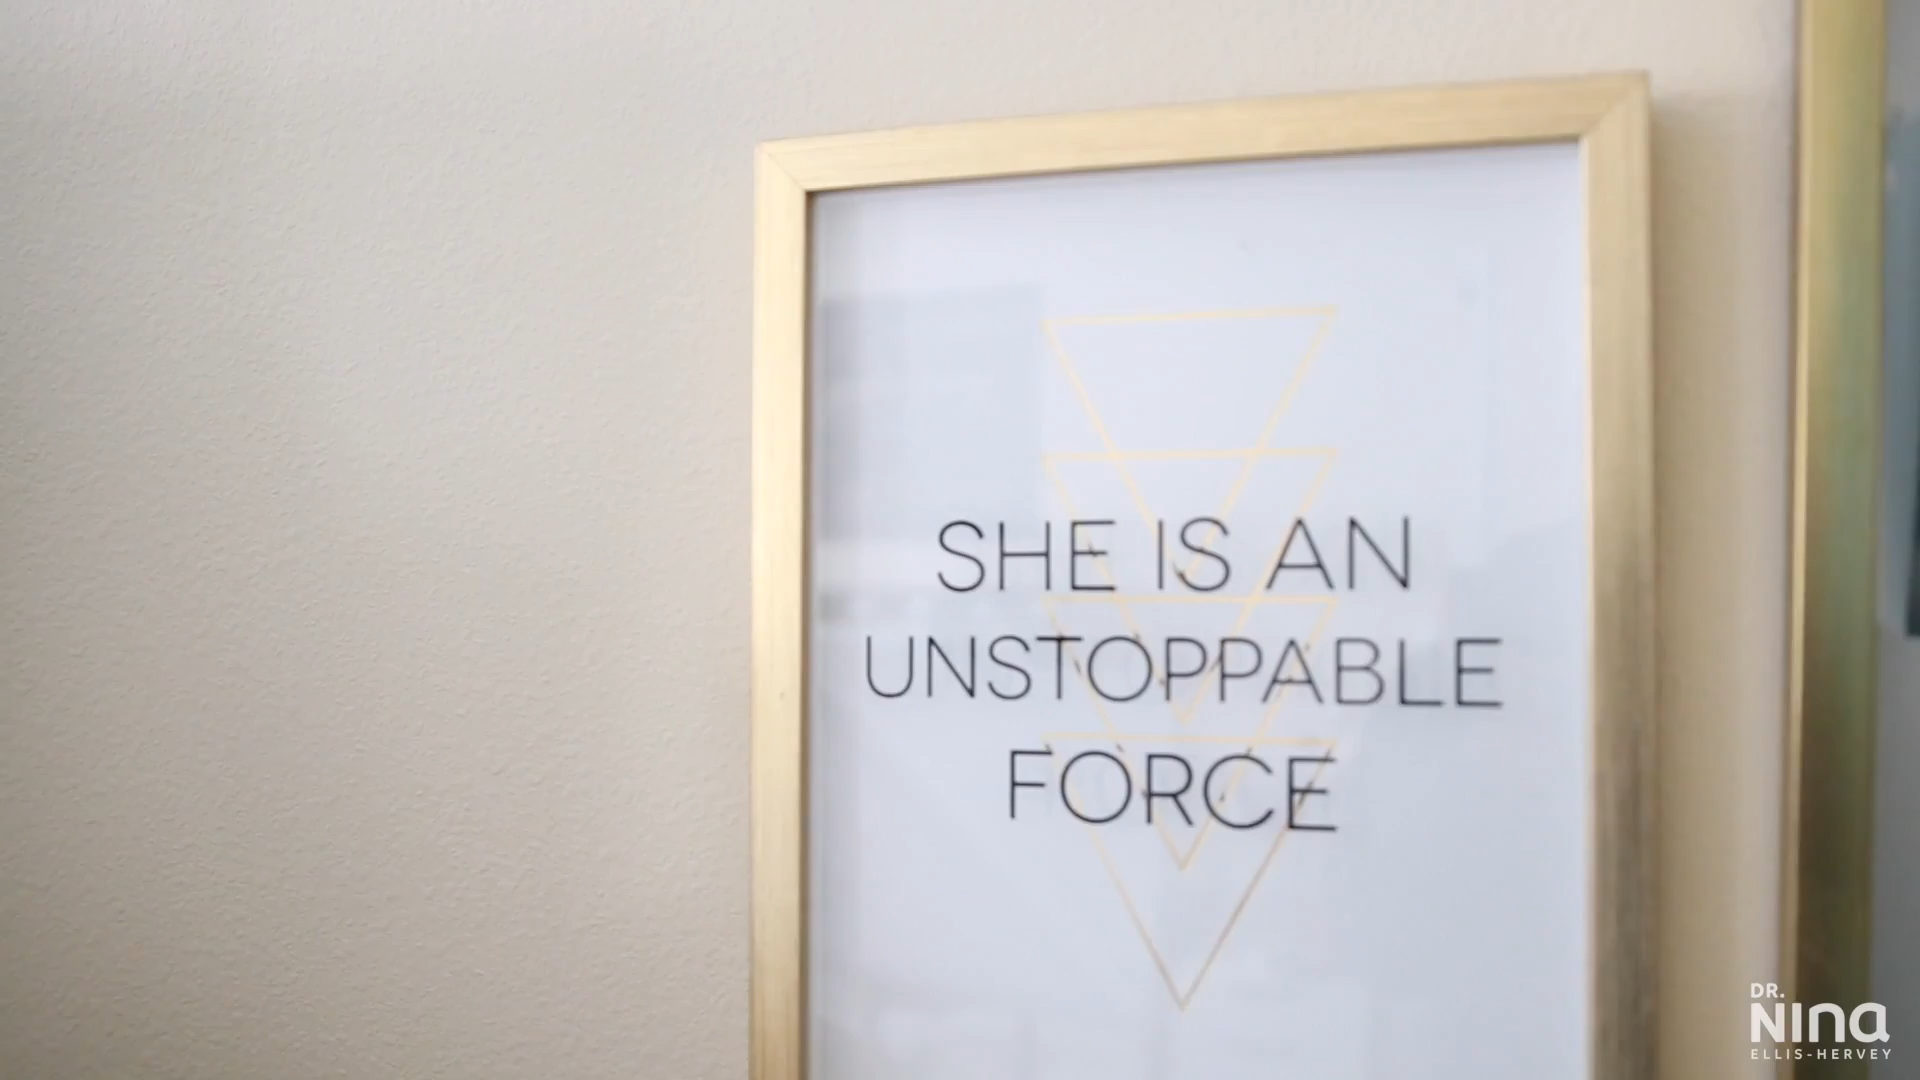 SHE IS AN
UNSTOPPABLE
FORCE
DR.
Nina
ELLIS-HERVEY